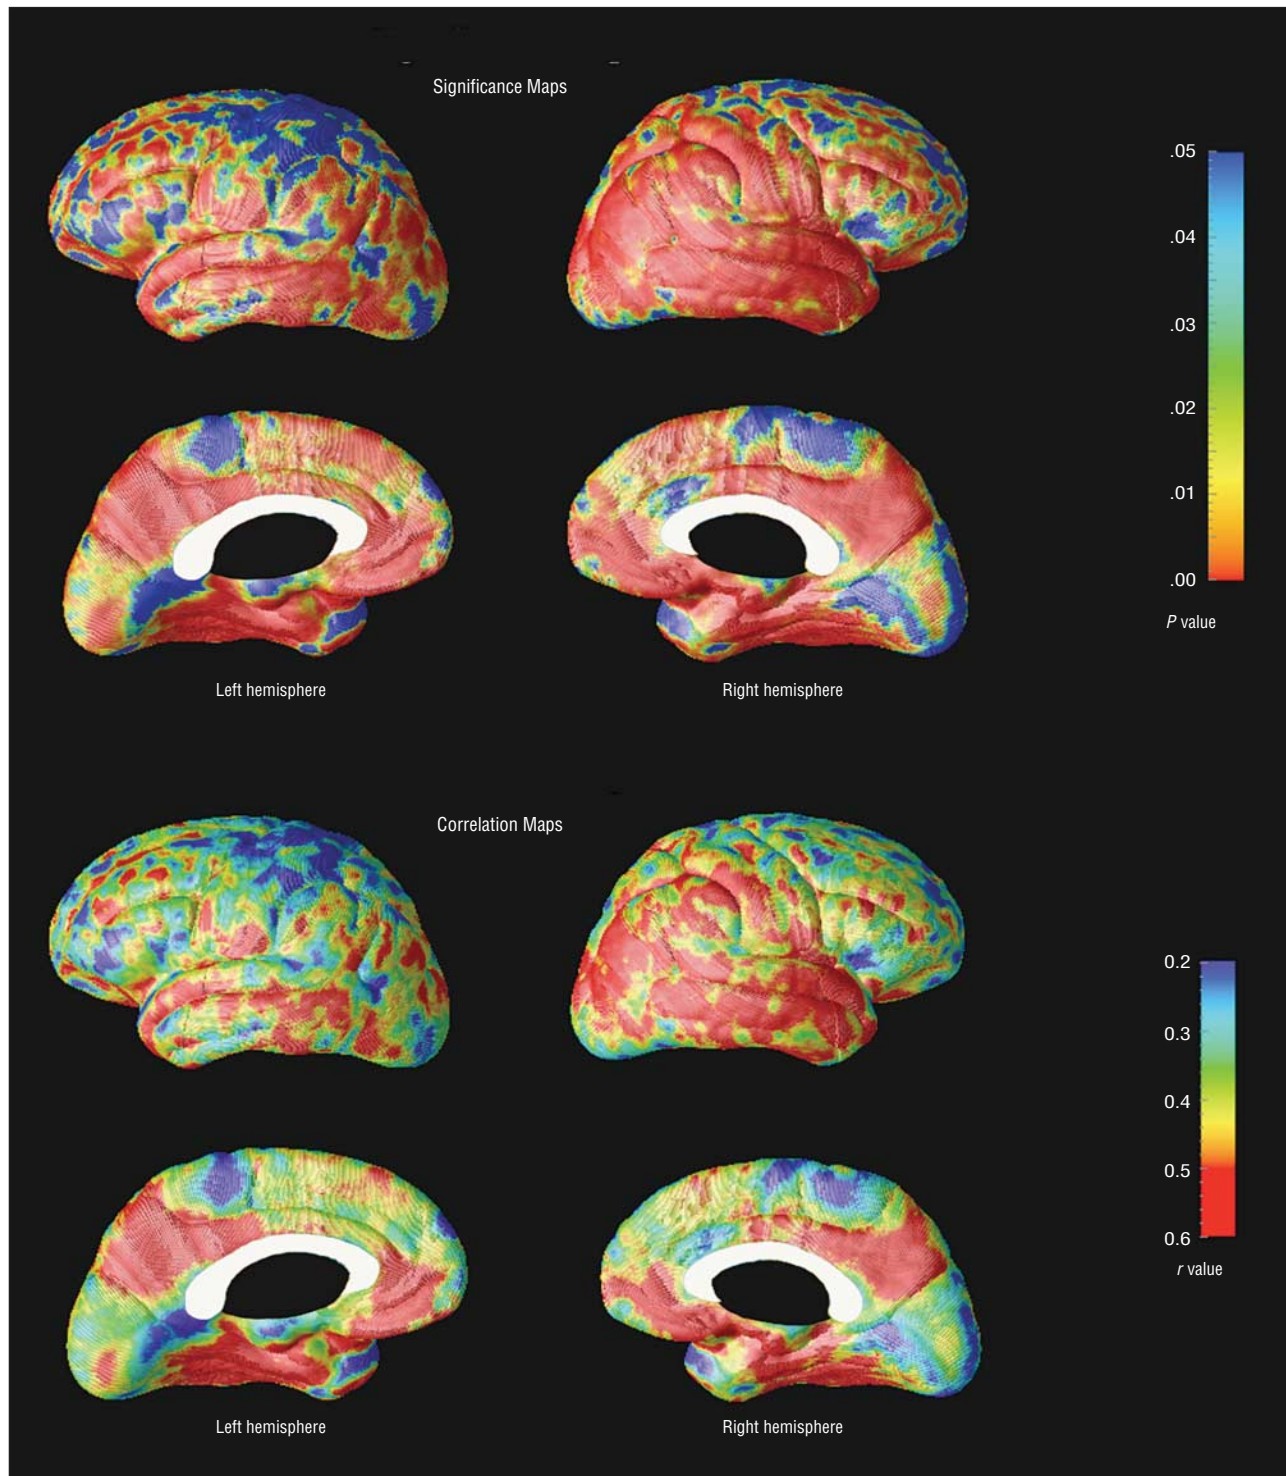 Significance Maps
.05
.04
.03
.02
.01
.00
P value
Left hemisphere
Right hemisphere
Correlation Maps
0.2
0.3
0.4
0.5
0.6
r value
Left hemisphere
Right hemisphere